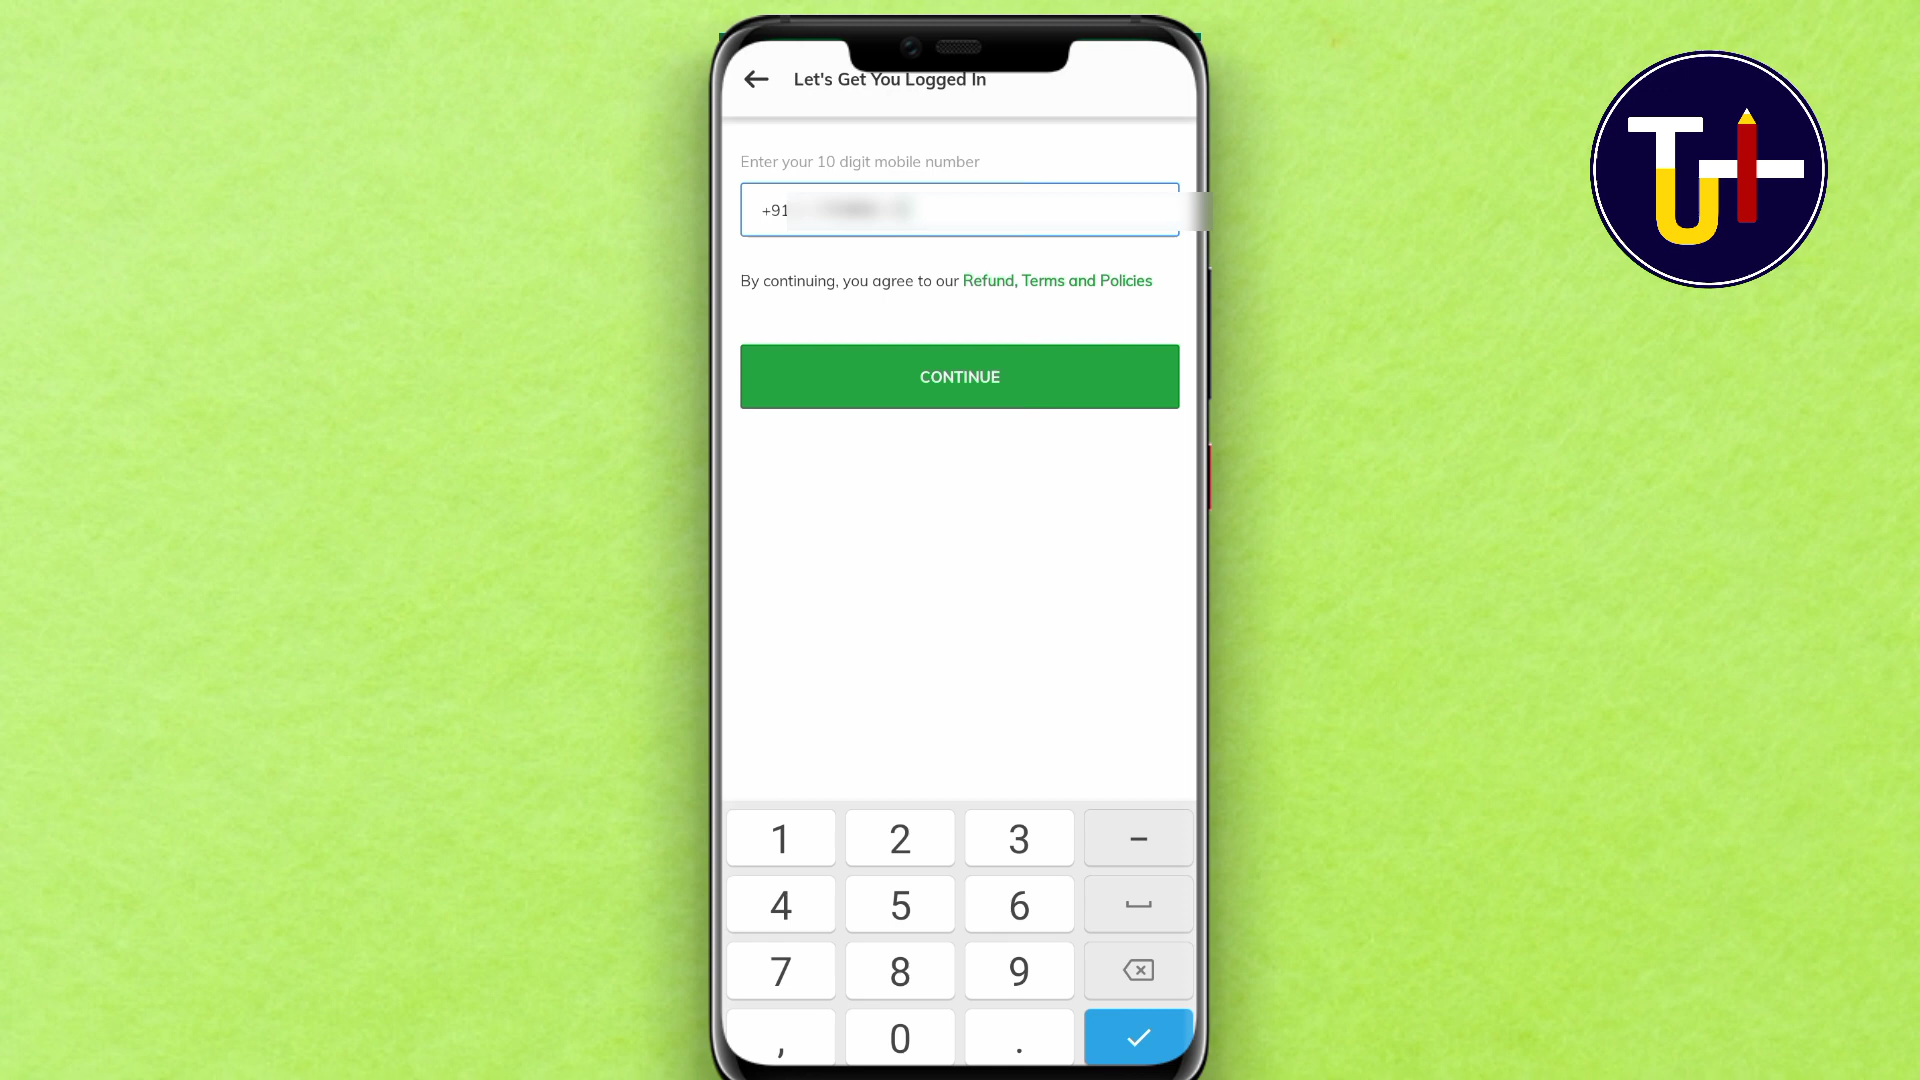 Let's Get You Logged In
Enter your 10 digit mobile number
+91
By continuing, you agree to our Refund, Terms and Policies
CONTINUE
1 2 3 –
4 5 6
7 8 9
, 0 .
TUT